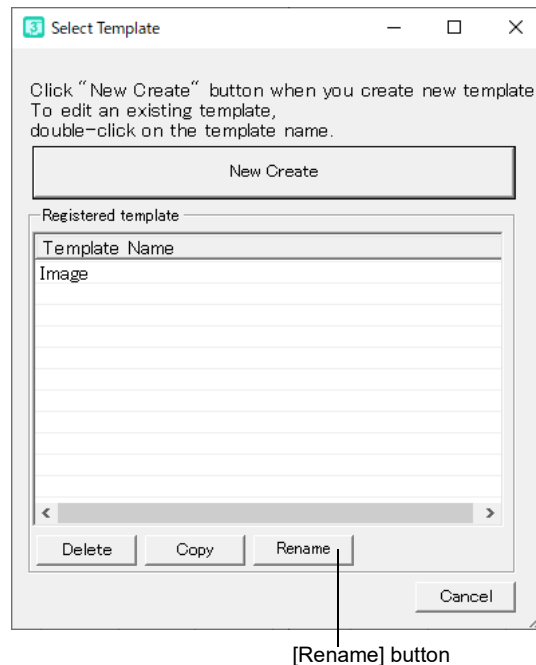 3
Select Template
Click "New Create" button when you create new template
To edit an existing template,
double-click on the template name.
New Create
Registered template
Template Name
Image
Delete Copy Rename
Cancel
[Rename] button